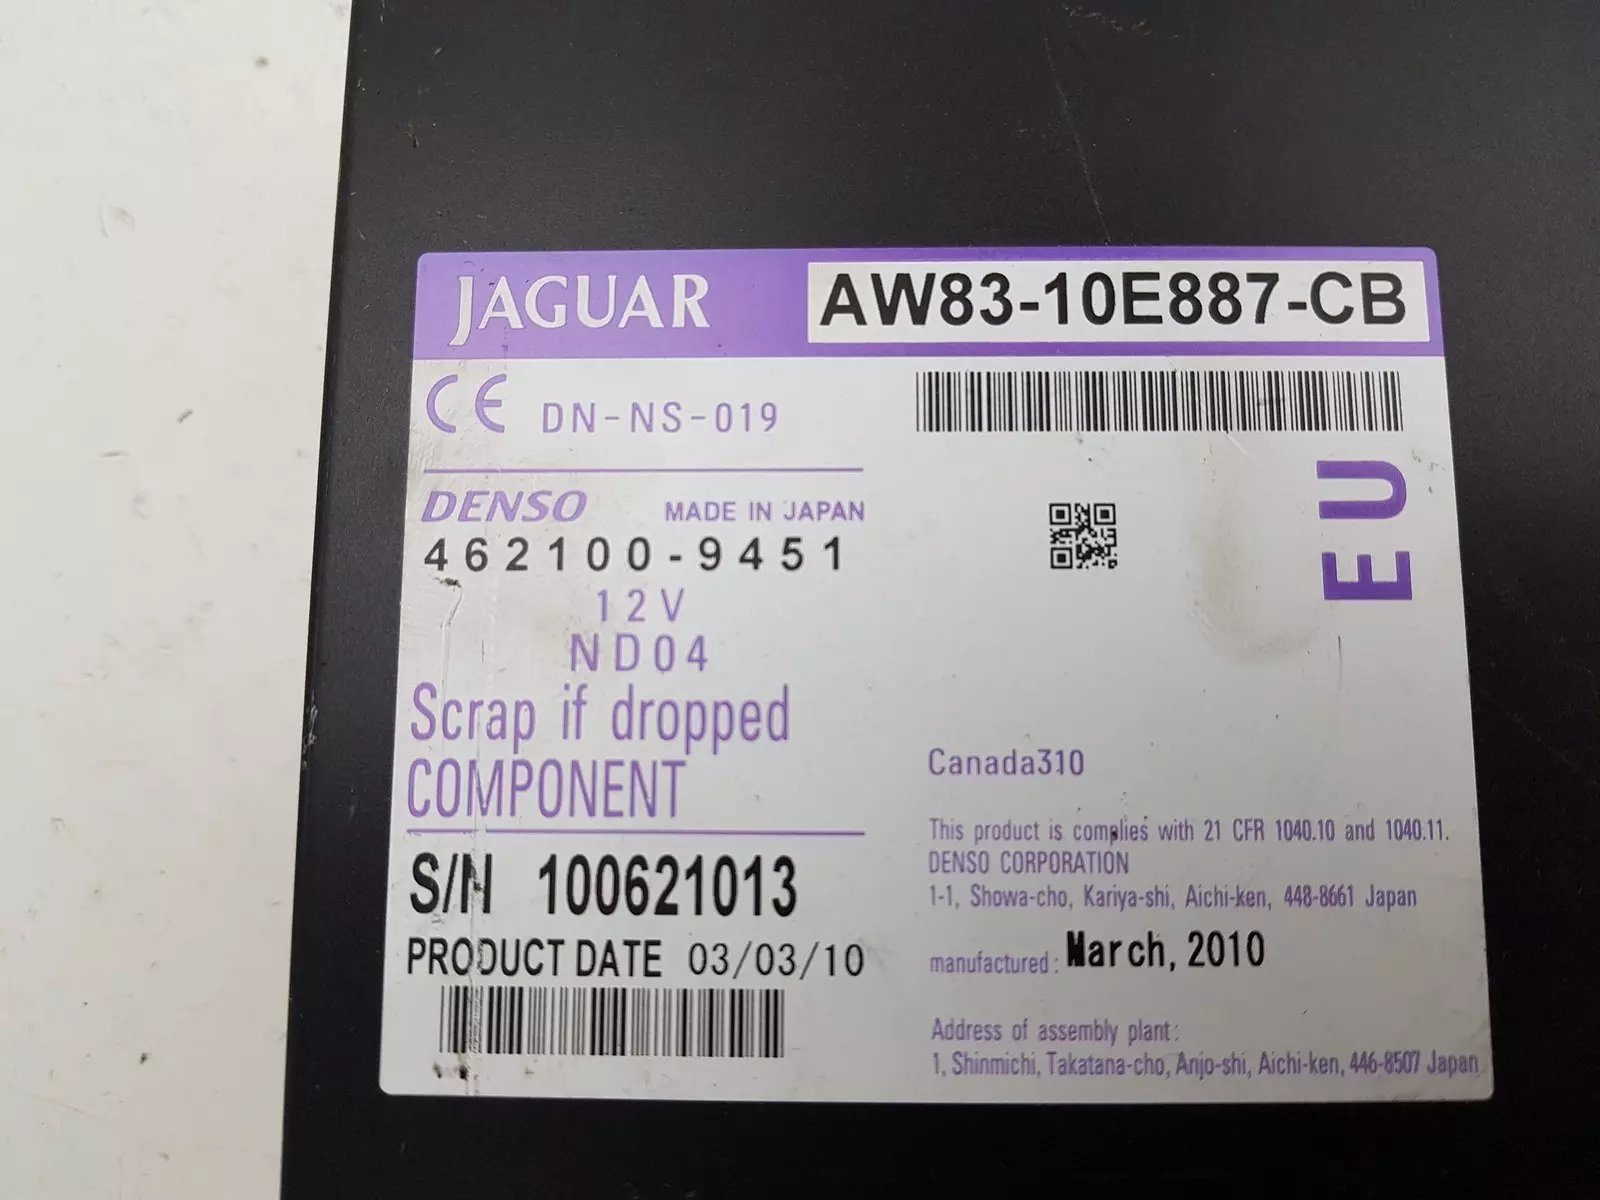 JAGUAR AW83-10E887-CB
CE DN-NS-019
DENSO MADE IN JAPAN
462100-9451
12V
ND04
Scrap if dropped
COMPONENT
S/N 100621013
PRODUCT DATE 03/03/10
EU
Canada310
This product is complies with 21 CFR 1040.10 and 1040.11.
DENSO CORPORATION
1-1, Showa-cho, Kariya-shi, Aichi-ken, 448-8661 Japan
manufactured: March, 2010
Address of assembly plant:
1, Shinmichi, Takatana-cho, Anjo-shi, Aichi-ken, 446-8507 Japan